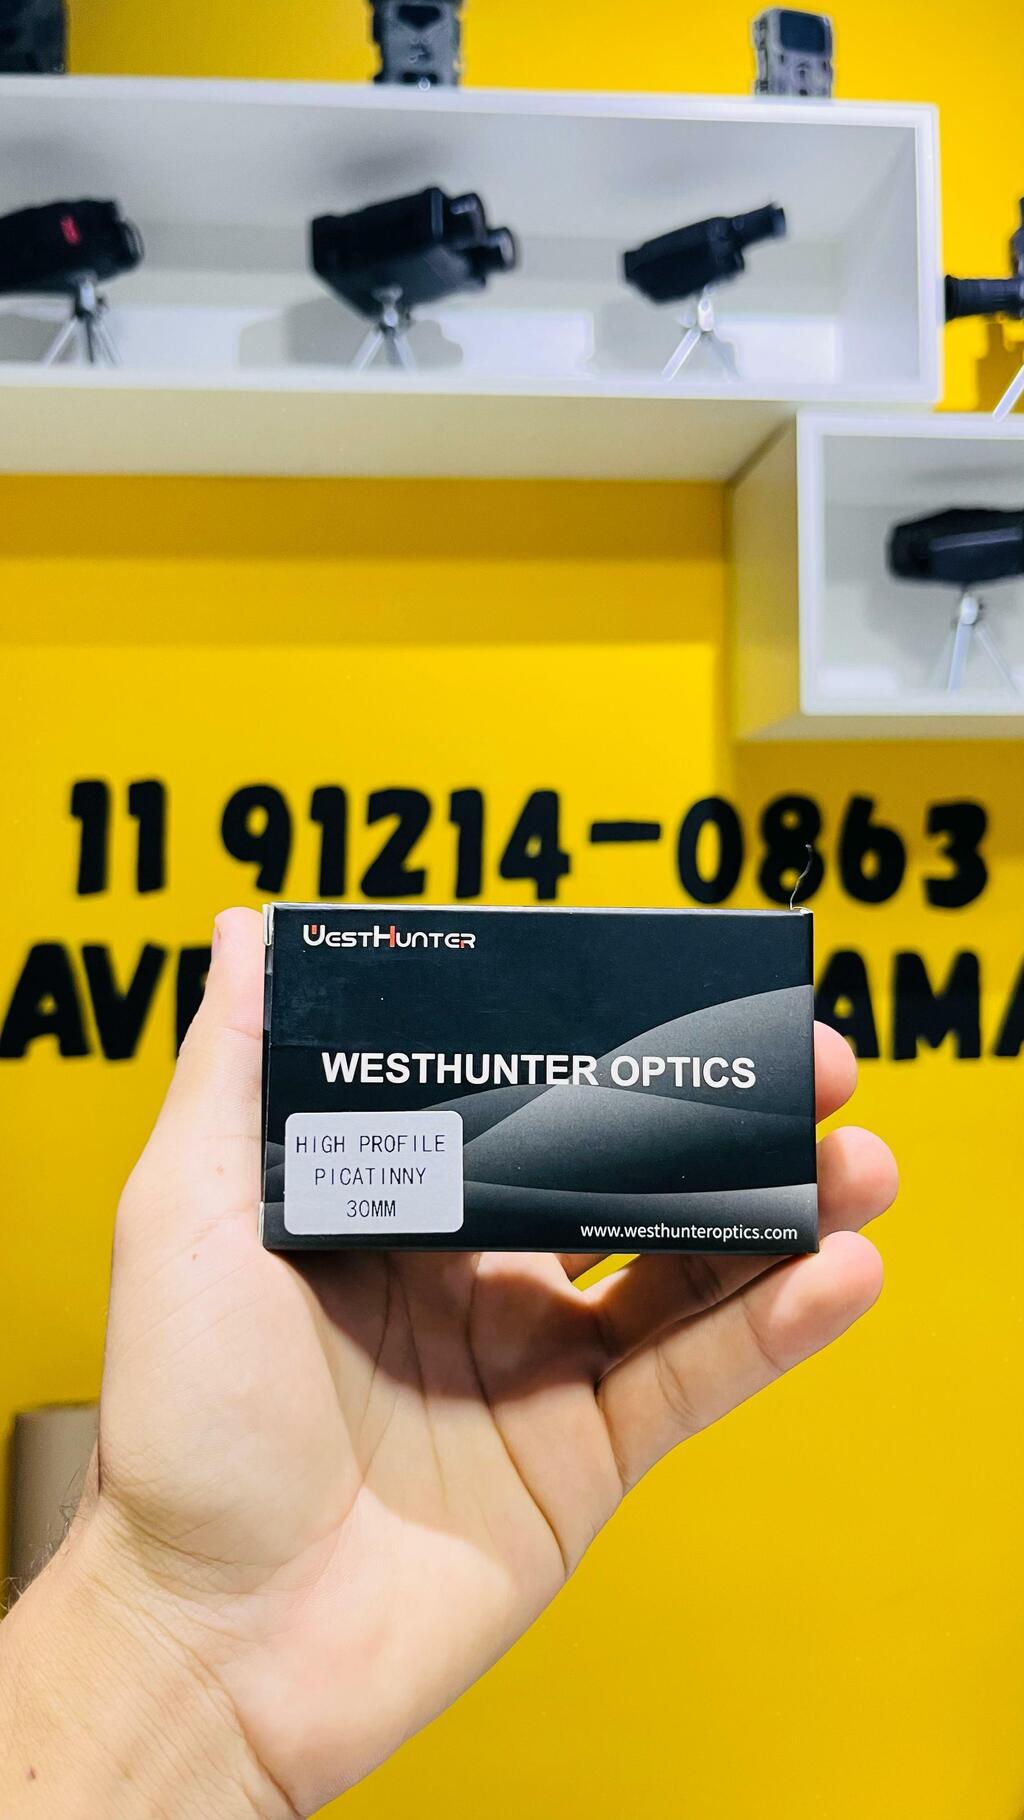 11 91214-0863
WESTHUNTER
WESTHUNTER OPTICS
HIGH PROFILE
PICATINNY
30MM
www.westhunteroptics.com